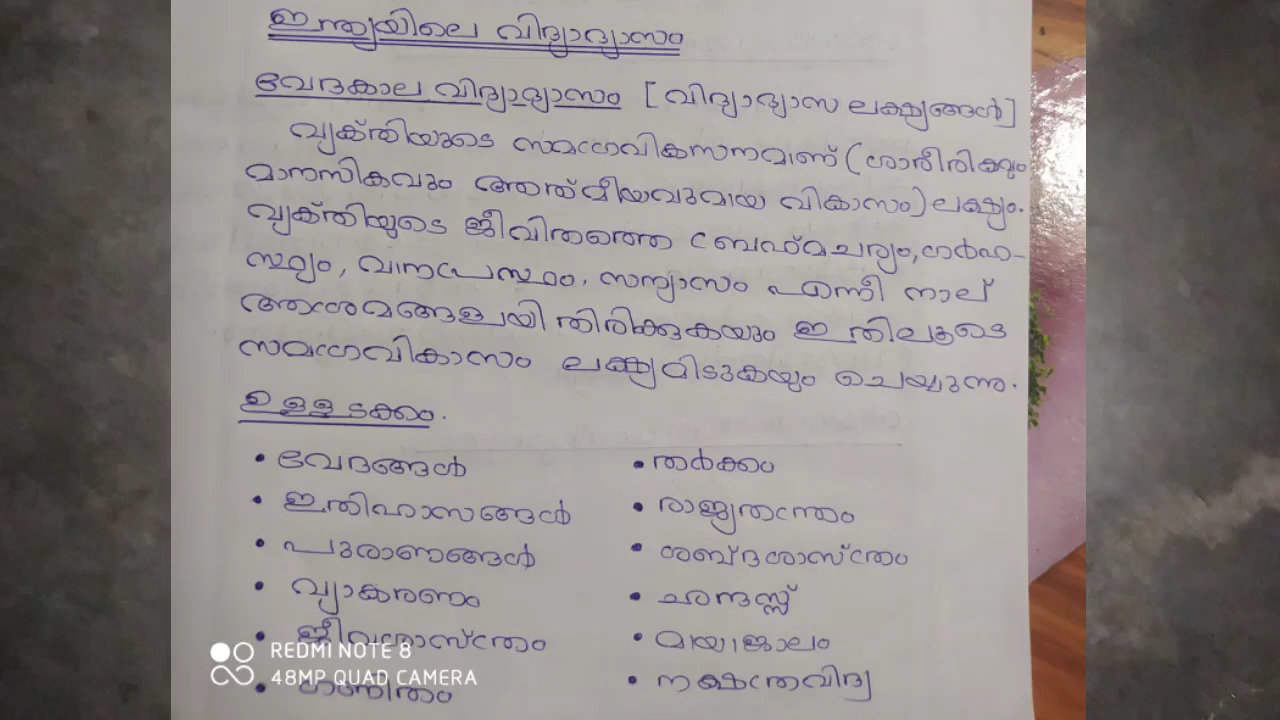 ഇന്ത്യയിലെ വിദ്യാഭ്യാസം
വേദകാല വിദ്യാഭ്യാസം [വിദ്യാഭ്യാസ ലക്ഷ്യങ്ങൾ]
വ്യക്തിയുടെ സമഗ്രവികസനമാണ് (ശാരീരികവും
മാനസികവും ആത്മീയവുമായ വികാസം) ലക്ഷ്യം.
വ്യക്തിയുടെ ജീവിതത്തെ (ബ്രഹ്മചര്യം, ഗാർഹ-
സ്ഥ്യം, വാനപ്രസ്ഥം, സന്യാസം എന്നീ നാല്
ആശ്രമങ്ങളായി തിരിക്കുകയും ഇതിലൂടെ
സമഗ്രവികാസം ലക്ഷ്യമിടുകയും ചെയ്യുന്നു.
ഉള്ളടക്കം.
• വേദങ്ങൾ
• ഇതിഹാസങ്ങൾ
• പുരാണങ്ങൾ
• വ്യാകരണം
• ജീവശാസ്ത്രം
• ഗണിതം
• തർക്കം
• രാജ്യതന്ത്രം
• ശബ്ദശാസ്ത്രം
• ഛന്ദസ്സ്
• മായാജാലം
• നക്ഷത്രവിദ്യ
REDMI NOTE 8
48MP QUAD CAMERA